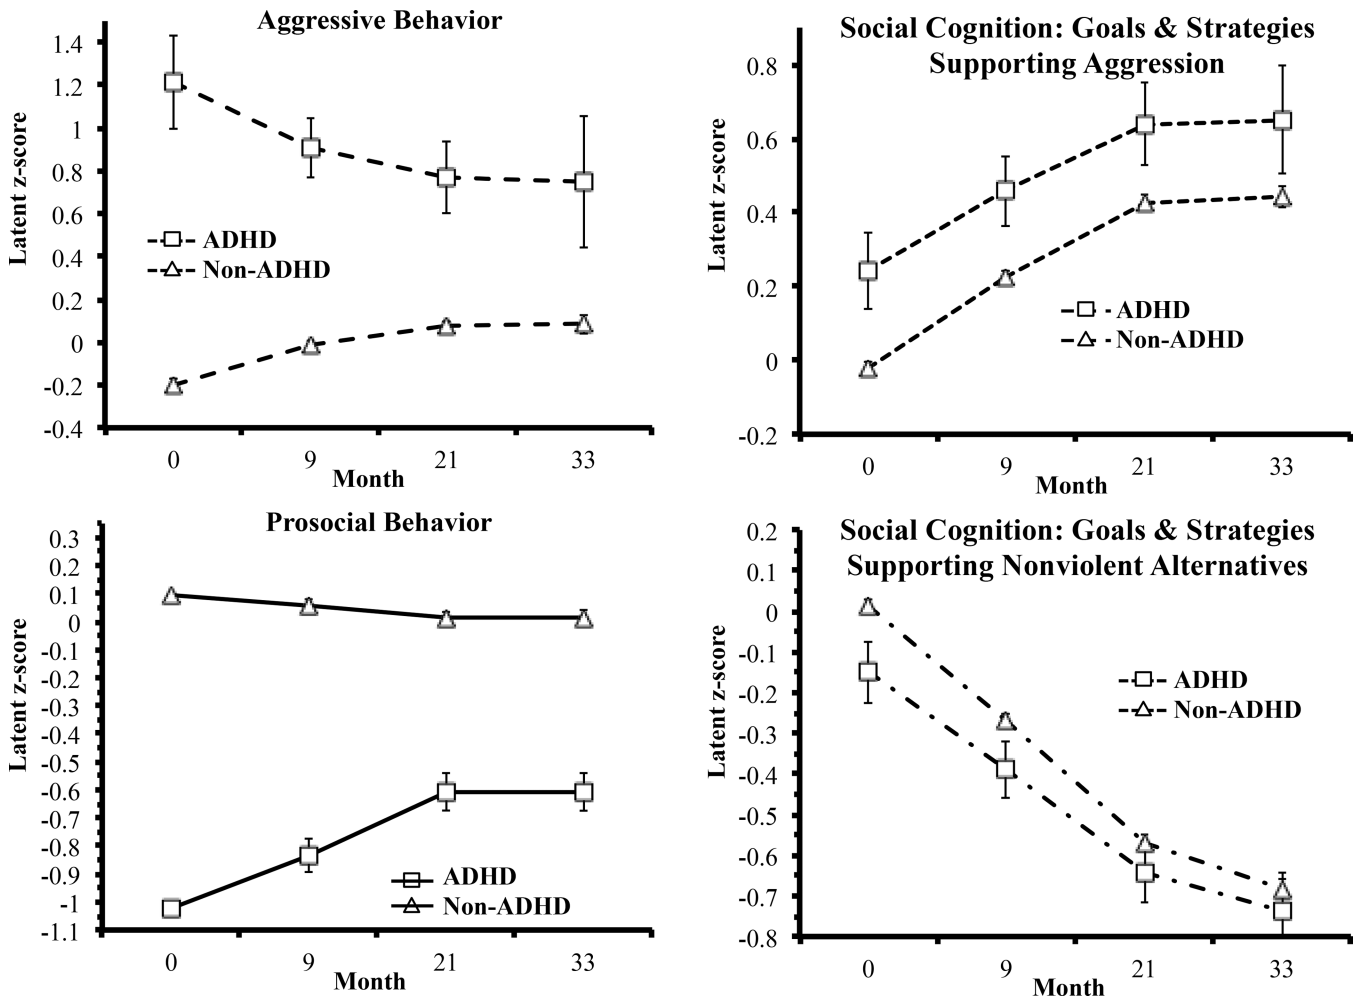 Aggressive Behavior
1.4
1.2
1
0.8
0.6
0.4
0.2
0
-0.2
-0.4
Latent z-score
ADHD
Non-ADHD
0 9 21 33
Month
Social Cognition: Goals & Strategies
Supporting Aggression
0.8
0.6
0.4
0.2
0
-0.2
Latent z-score
ADHD
Non-ADHD
0 9 21 33
Month
Prosocial Behavior
0.3
0.2
0.1
0
-0.1
-0.2
-0.3
-0.4
-0.5
-0.6
-0.7
-0.8
-0.9
-1
-1.1
Latent z-score
ADHD
Non-ADHD
0 9 21 33
Month
Social Cognition: Goals & Strategies
Supporting Nonviolent Alternatives
0.2
0.1
0
-0.1
-0.2
-0.3
-0.4
-0.5
-0.6
-0.7
-0.8
Latent z-score
ADHD
Non-ADHD
0 9 21 33
Month